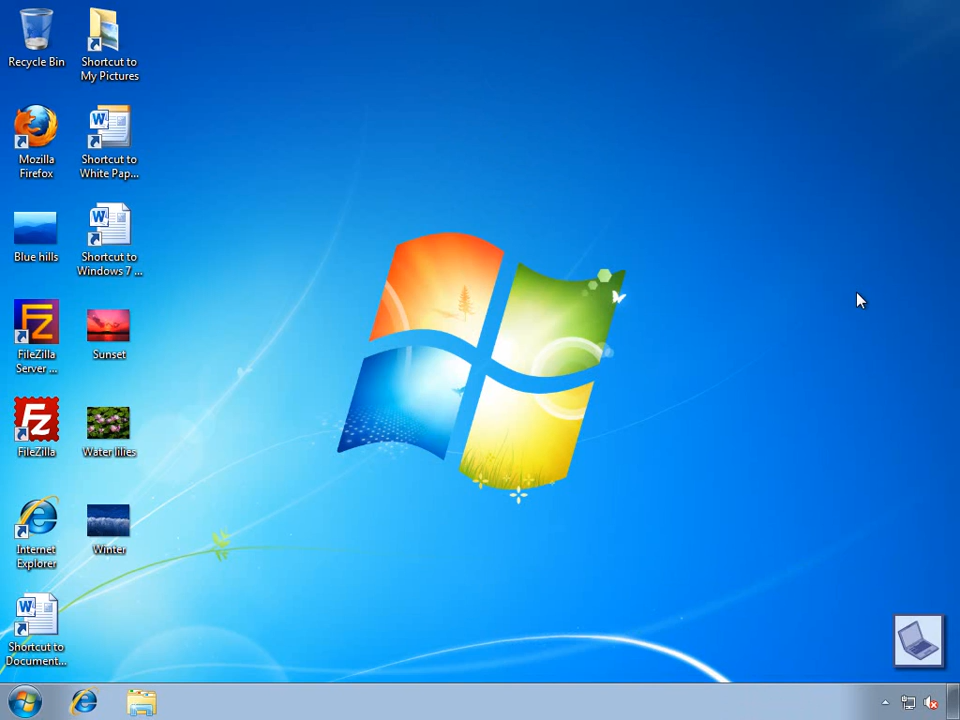 Recycle Bin
Shortcut to
My Pictures
Mozilla
Firefox
Shortcut to
White Pap...
Blue hills
Shortcut to
Windows 7 ...
FileZilla
Server ...
Sunset
FileZilla
Water lilies
Internet
Explorer
Winter
Shortcut to
Document...